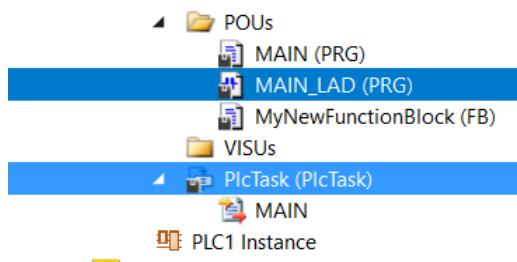 POUs
MAIN (PRG)
MAIN_LAD (PRG)
MyNewFunctionBlock (FB)
VISUs
PlcTask (PlcTask)
MAIN
PLC1 Instance